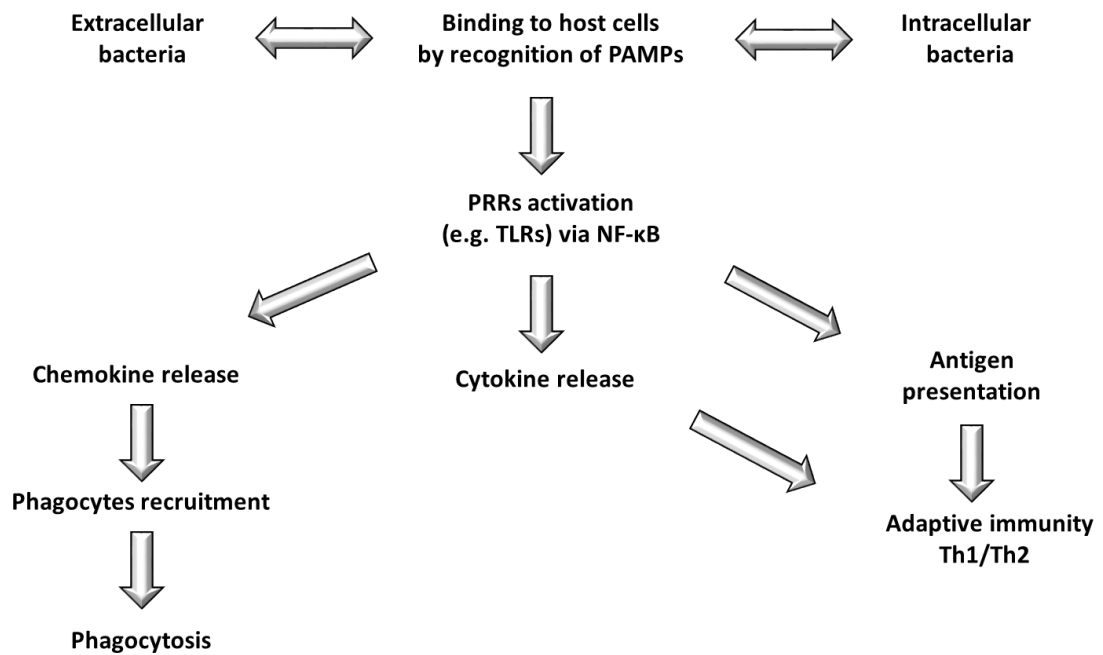 Extracellular
bacteria
Binding to host cells
by recognition of PAMPs
Intracellular
bacteria
PRRs activation
(e.g. TLRs) via NF-κB
Chemokine release
Cytokine release
Antigen
presentation
Phagocytes recruitment
Adaptive immunity
Th1/Th2
Phagocytosis